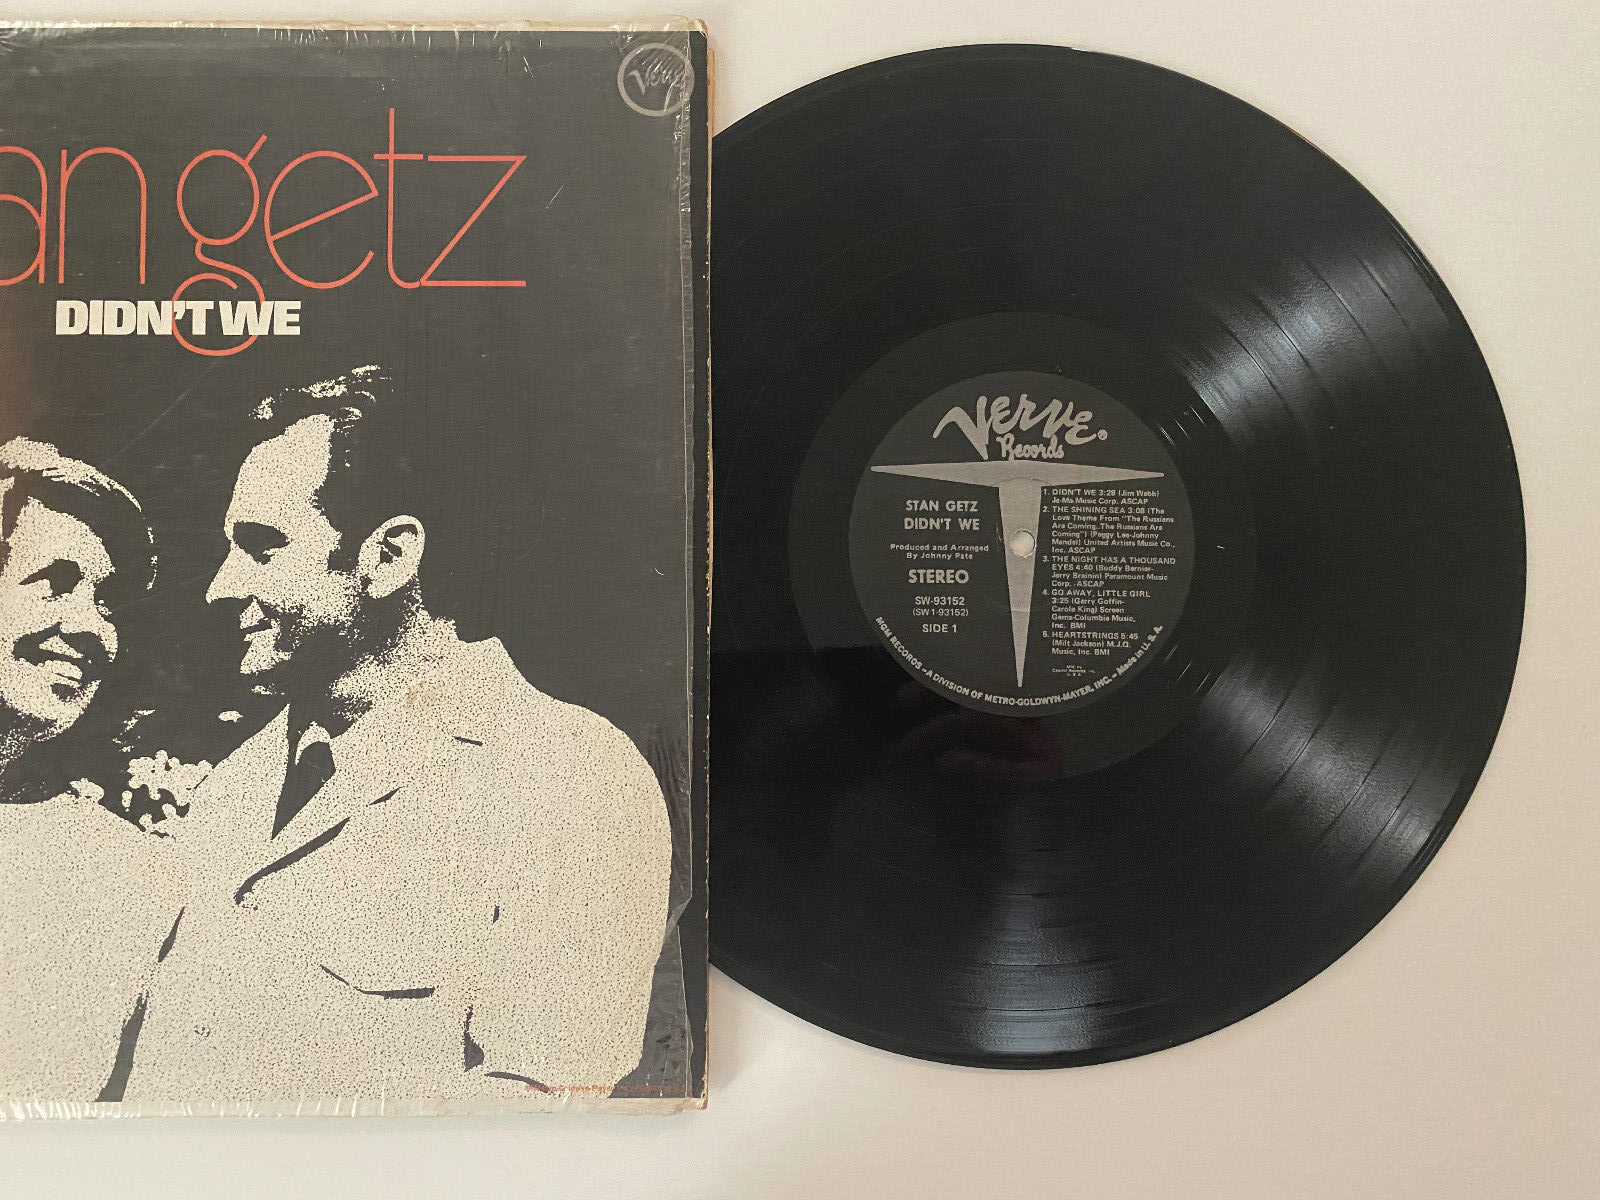 Verve
an getz
DIDN'T WE
VERVE
Records
STAN GETZ
DIDN'T WE
Produced and Arranged
By Johnny Pate
STEREO
SW-93152
(SW1-93152)
SIDE 1
1. DIDN'T WE 3:28 (Jim Webb)
Ja-Ma-Music Corp. ASCAP
2. THE SHINING SEA 3:08 (The
Love Theme From "The Russians
Are Coming..The Russians Are
Coming") (Peggy Lee-Johnny
Mandel) United Artists Music Co.,
Inc. ASCAP
3. THE NIGHT HAS A THOUSAND
EYES 4:40 (Buddy Bernier-
Jerry Brainin) Paramount Music
Corp. -ASCAP
4. GO AWAY, LITTLE GIRL
3:25 (Gerry Goffin-
Carole King) Screen
Gems-Columbia Music,
Inc. BMI
5. HEARTSTRINGS 5:45
(Milt Jackson) M.J.Q.
Music, Inc. BMI
Mfd. by
Capitol Records, Inc.
U.S.A.
MGM RECORDS - A DIVISION OF METRO-GOLDWYN-MAYER, INC. - Made in U.S.A.